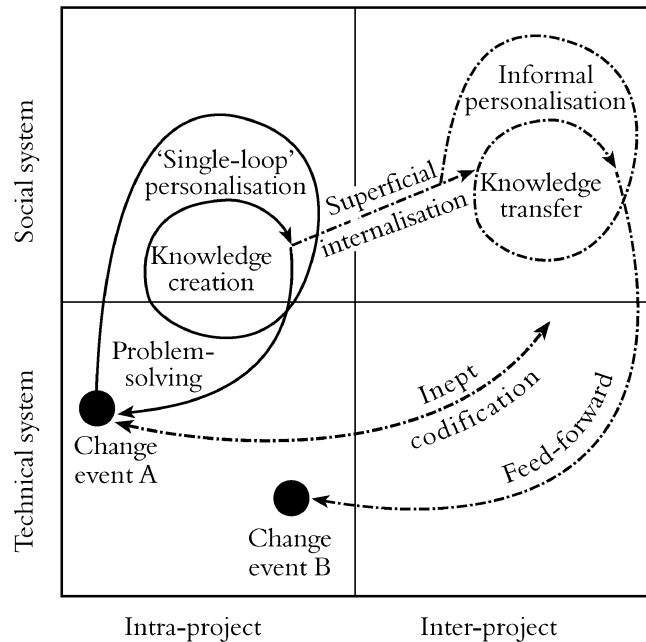 Social system
Technical system
'Single-loop'
personalisation
Knowledge
creation
Problem-
solving
Change
event A
Superficial
internalisation
Informal
personalisation
Knowledge
transfer
Inept
codification
Feed-forward
Change
event B
Intra-project
Inter-project